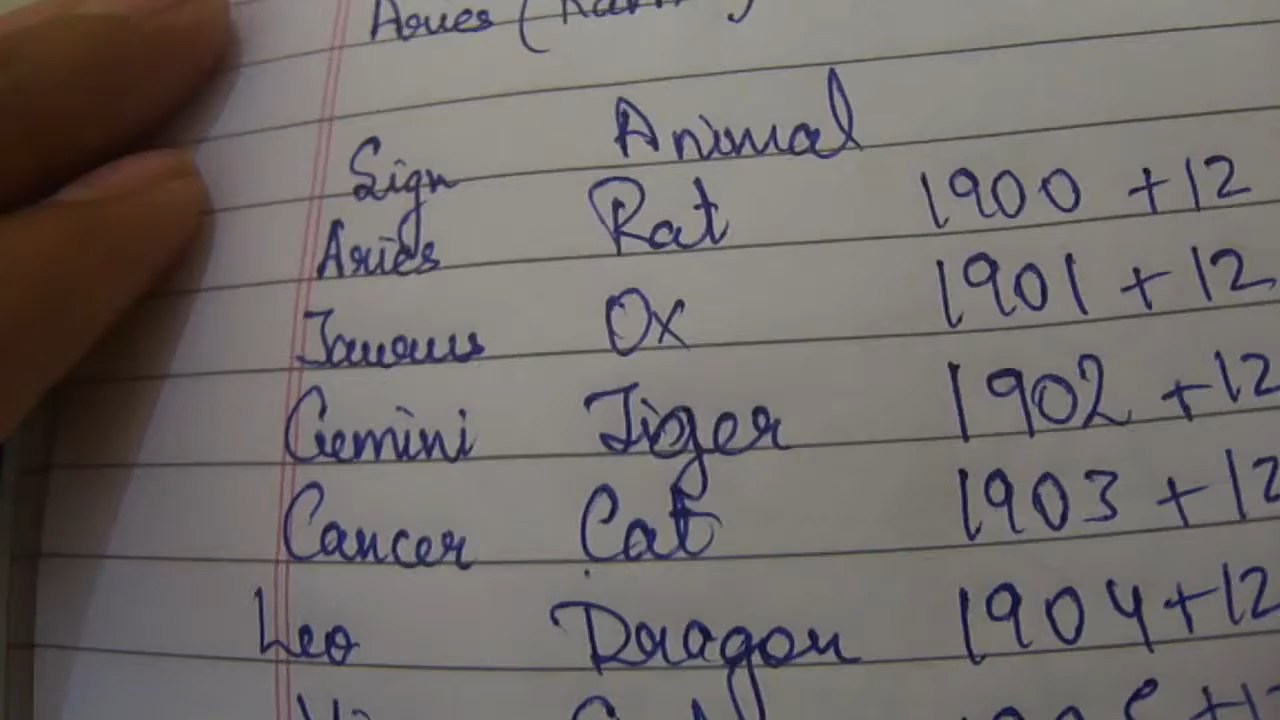 Aries (
Sign Animal
Aries Rat 1900 +12
Taurus Ox 1901 +12
Gemini Tiger 1902 +12
Cancer Cat 1903 +12
Leo Dragon 1904 +12